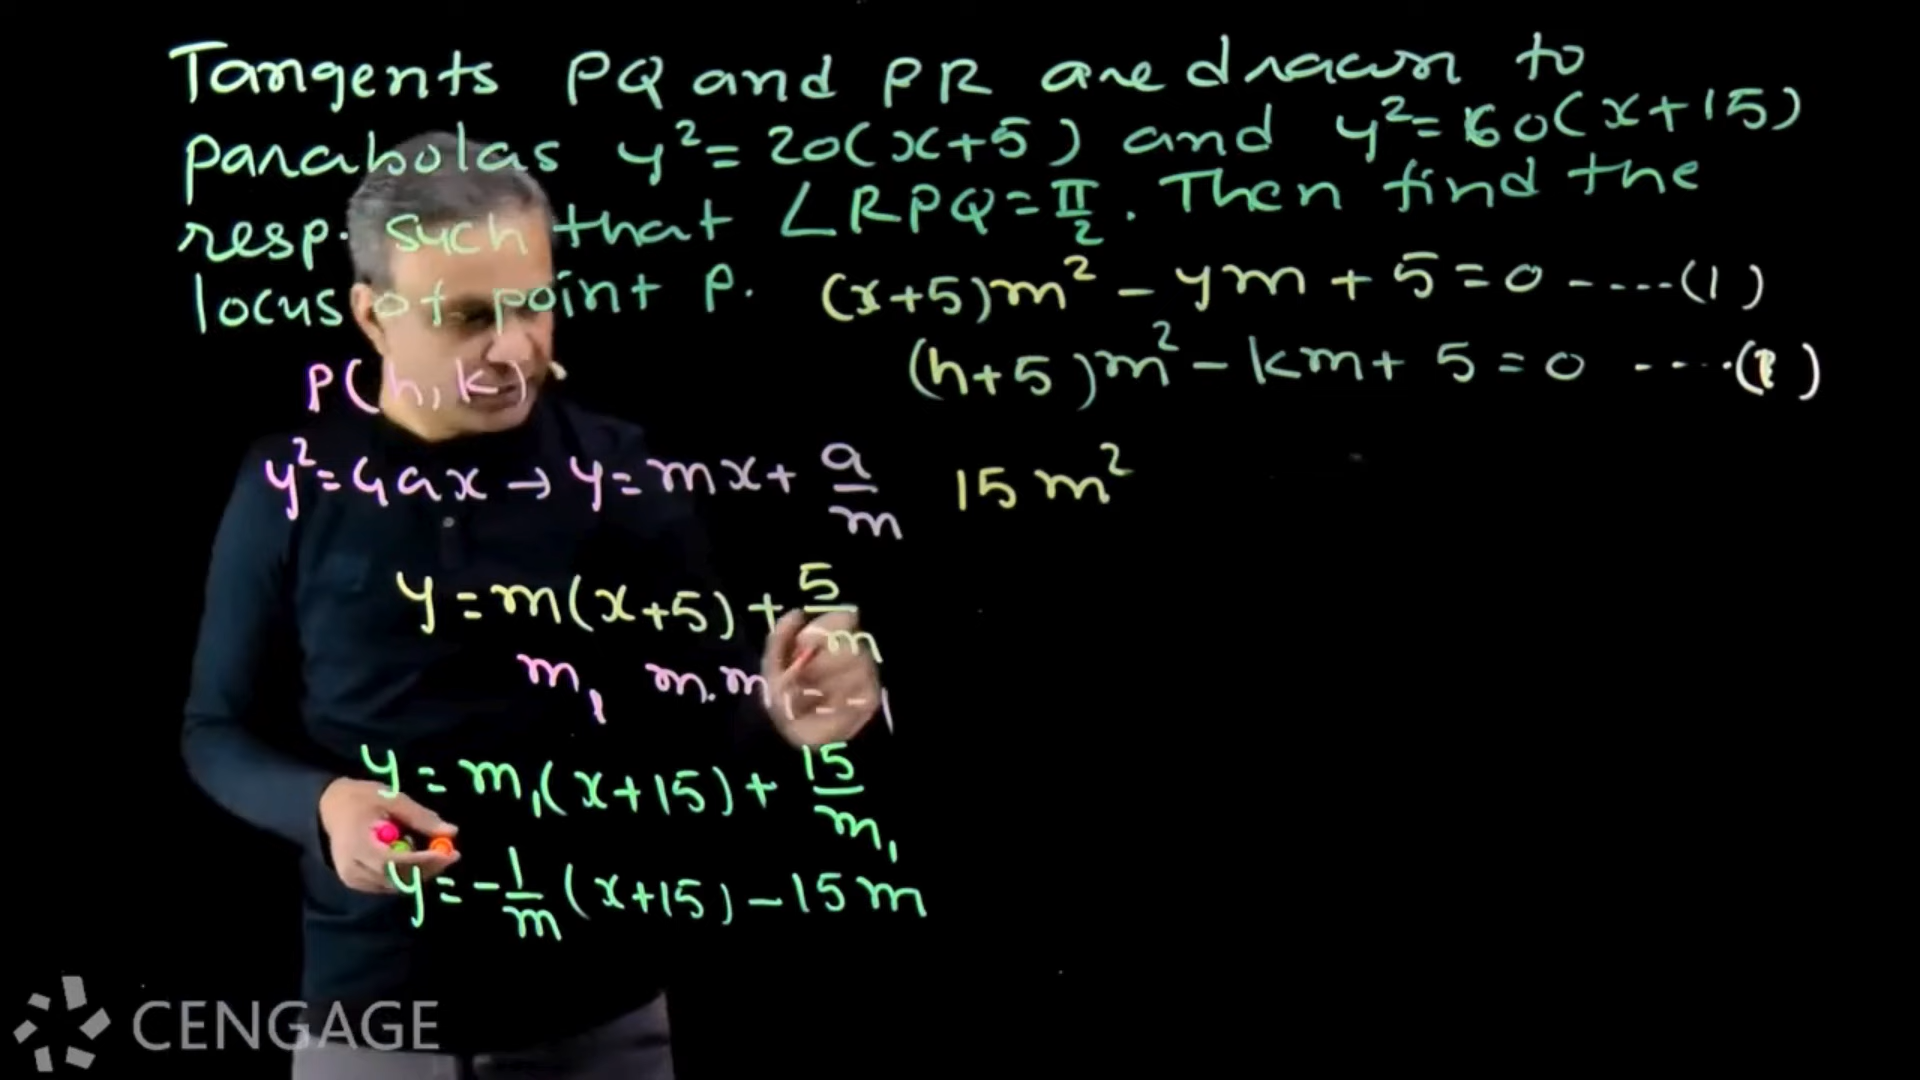 Tangents PQ and PR are drawn to
parabolas y² = 20(x+5) and y² = 60(x+15)
resp. such that ∠RPQ = π/2. Then find the
locus of point P.
(x+5)m² - ym + 5 = 0 -----(1)
(h+5)m² - km + 5 = 0 ----(1)
P(h, k)
y² = 4ax → y = mx + a/m
15m²
y = m(x+5) + 5/m
m₁ m.m₁ = -1
y = m₁(x+15) + 15/m₁
y = -1/m (x+15) - 15m
CENGAGE